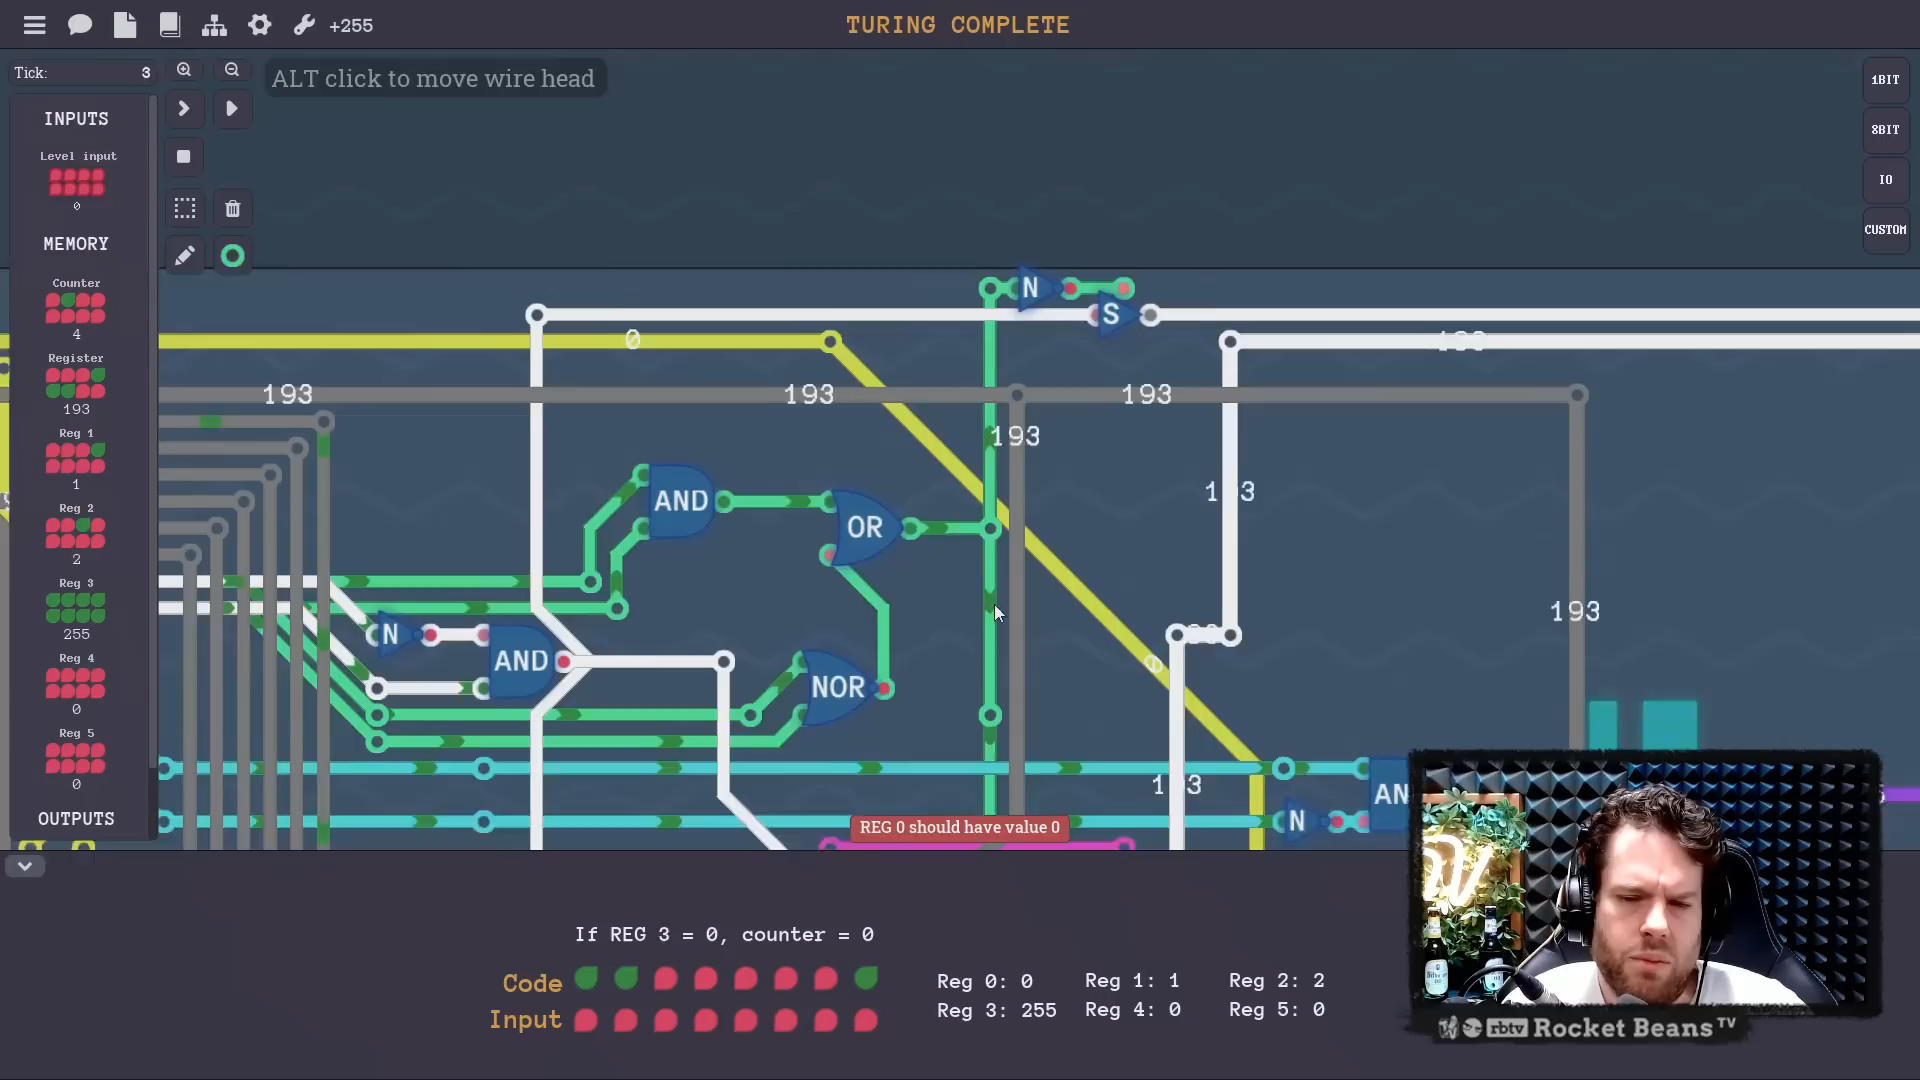 +255
TURING COMPLETE
Tick: 3
ALT click to move wire head
1BIT
8BIT
IO
CUSTOM
INPUTS
Level input
0
MEMORY
Counter
4
Register
193
Reg 1
1
Reg 2
2
Reg 3
255
Reg 4
0
Reg 5
0
OUTPUTS
N
S
0
193
193
193
193
193
AND
OR
N
AND
NOR
0
N
REG 0 should have value 0
If REG 3 = 0, counter = 0
Code
Input
Reg 0: 0
Reg 1: 1
Reg 2: 2
Reg 3: 255
Reg 4: 0
Reg 5: 0
rbtv Rocket Beans TV